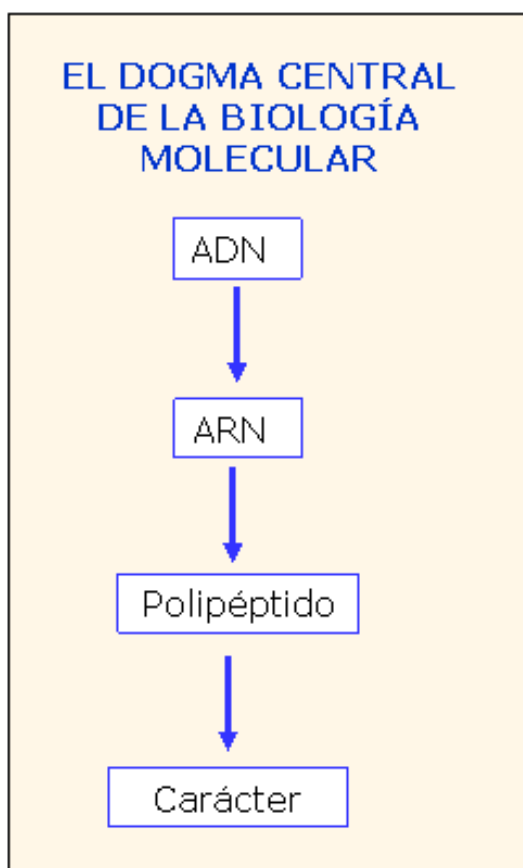 EL DOGMA CENTRAL
DE LA BIOLOGÍA
MOLECULAR
ADN
ARN
Polipéptido
Carácter